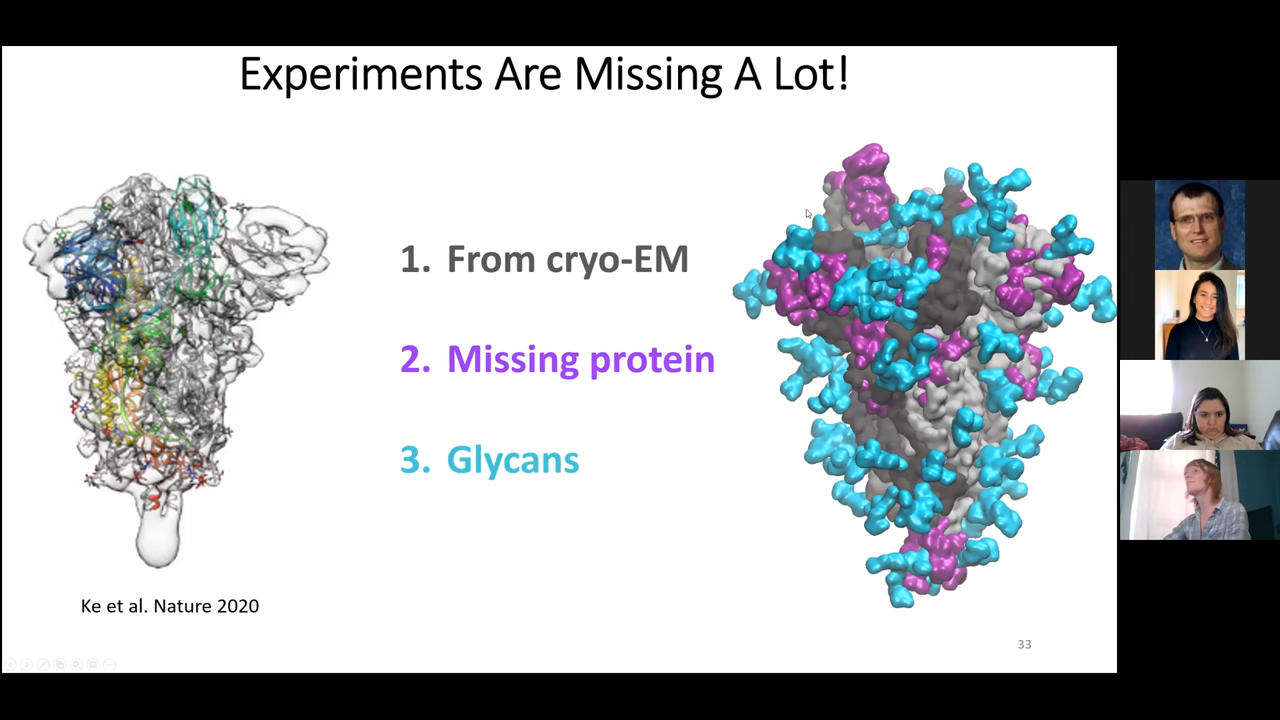 Experiments Are Missing A Lot!
1. From cryo-EM
2. Missing protein
3. Glycans
Ke et al. Nature 2020
33